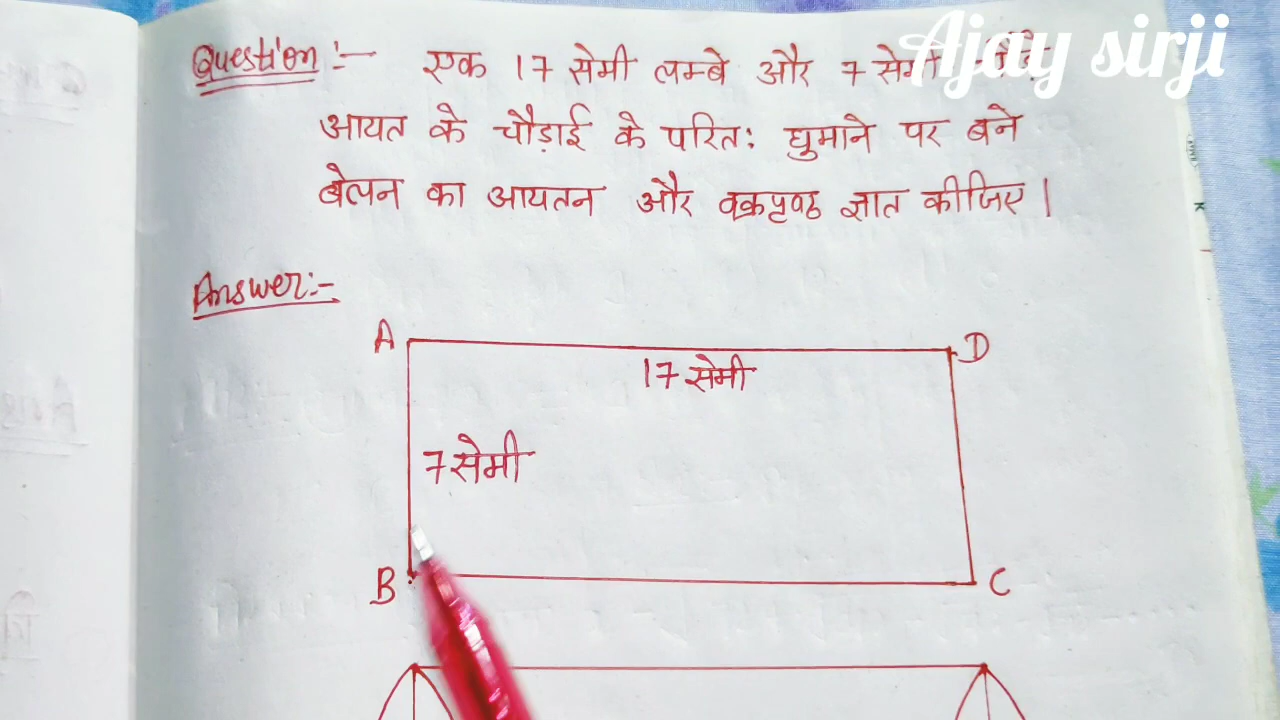 Ajay sirji
Question :- एक 17 सेमी लम्बे और 7 सेमी
आयत के चौड़ाई के परितः घुमाने पर बने
बेलन का आयतन और वक्रपृष्ठ ज्ञात कीजिए।
Answer:-
A
D
17 सेमी
7 सेमी
B
C